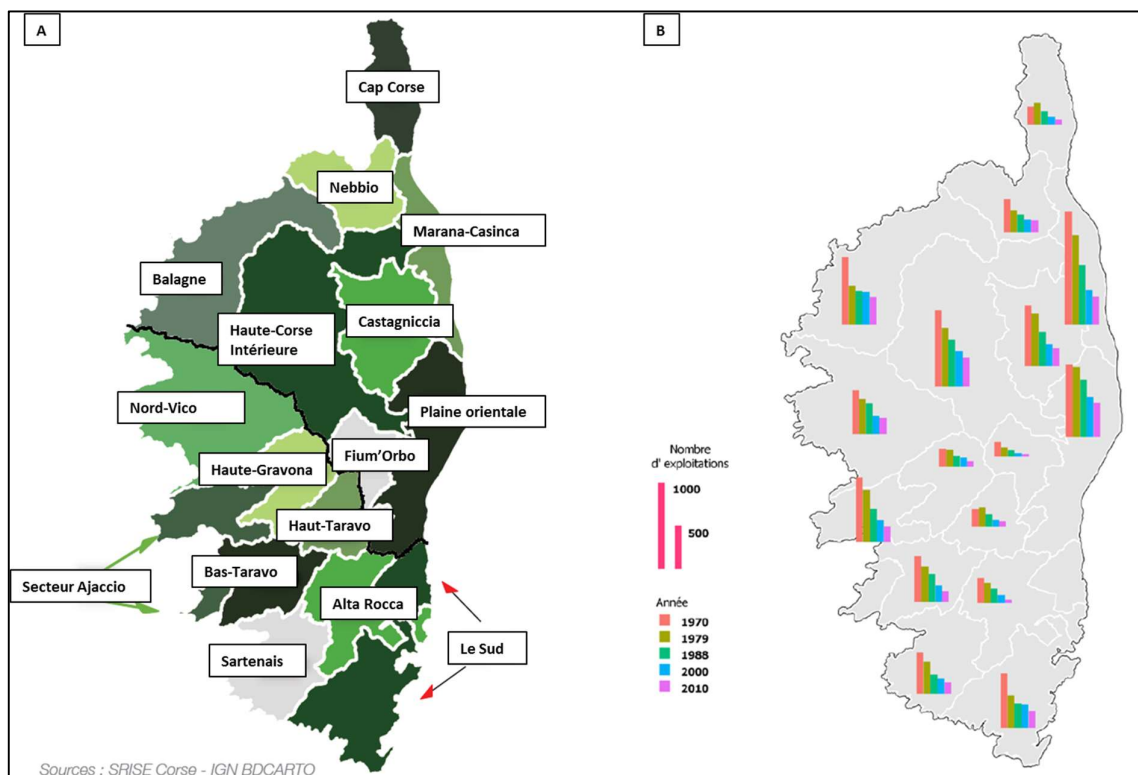 A
Cap Corse
Nebbio
Marana-Casinca
Balagne
Haute-Corse
Intérieure
Castagniccia
Nord-Vico
Plaine orientale
Haute-Gravona
Fium'Orbo
Haut-Taravo
Secteur Ajaccio
Bas-Taravo
Alta Rocca
Sartenais
Le Sud
Sources : SRISE Corse - IGN BDCARTO
B
Nombre
d' exploitations
1000
500
Année
1970
1979
1988
2000
2010